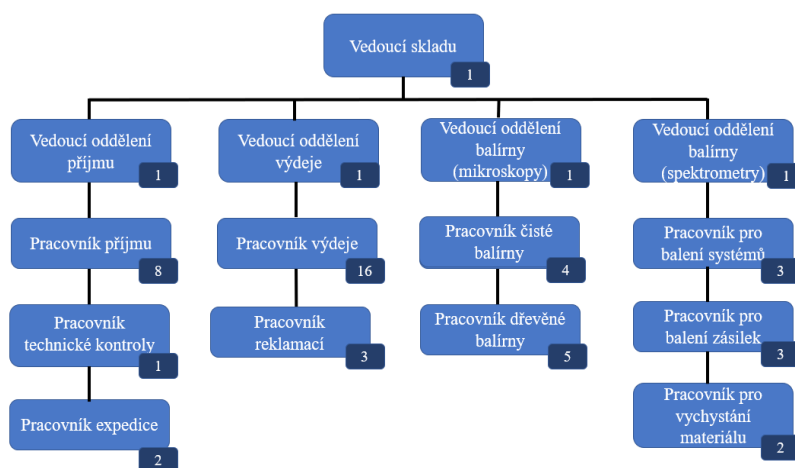 Vedoucí skladu
1
Vedoucí oddělení
příjmu
1
Vedoucí oddělení
výdeje
1
Vedoucí oddělení
balírny
(mikroskopy)
1
Vedoucí oddělení
balírny
(spektrometry)
1
Pracovník příjmu
8
Pracovník výdeje
16
Pracovník čisté
balírny
4
Pracovník pro
balení systémů
3
Pracovník
technické kontroly
1
Pracovník
reklamací
3
Pracovník dřevěné
balírny
5
Pracovník pro
balení zásilek
3
Pracovník expedice
2
Pracovník pro
vychystání
materiálu
2